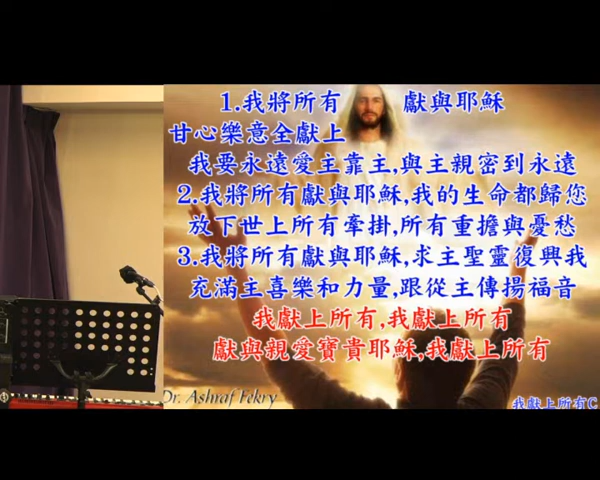 1.我將所有 獻與耶穌
甘心樂意全獻上
我要永遠愛主靠主,與主親密到永遠
2.我將所有獻與耶穌,我的生命都歸您
放下世上所有牽掛,所有重擔與憂愁
3.我將所有獻與耶穌,求主聖靈復興我
充滿主喜樂和力量,跟從主傳揚福音
我獻上所有,我獻上所有
獻與親愛寶貴耶穌,我獻上所有
Dr. Ashraf Fekry
我獻上所有C